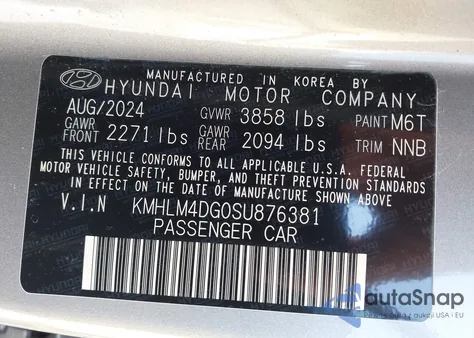 MANUFACTURED IN KOREA BY
HYUNDAI MOTOR COMPANY
AUG/2024 GVWR 3858 lbs PAINT M6T
GAWR FRONT 2271 lbs GAWR REAR 2094 lbs TRIM NNB
THIS VEHICLE CONFORMS TO ALL APPLICABLE U.S.A. FEDERAL
MOTOR VEHICLE SAFETY, BUMPER, AND THEFT PREVENTION STANDARDS
IN EFFECT ON THE DATE OF MANUFACTURE SHOWN ABOVE.
V.I.N KMHLM4DG0SU876381
PASSENGER CAR
autaSnap